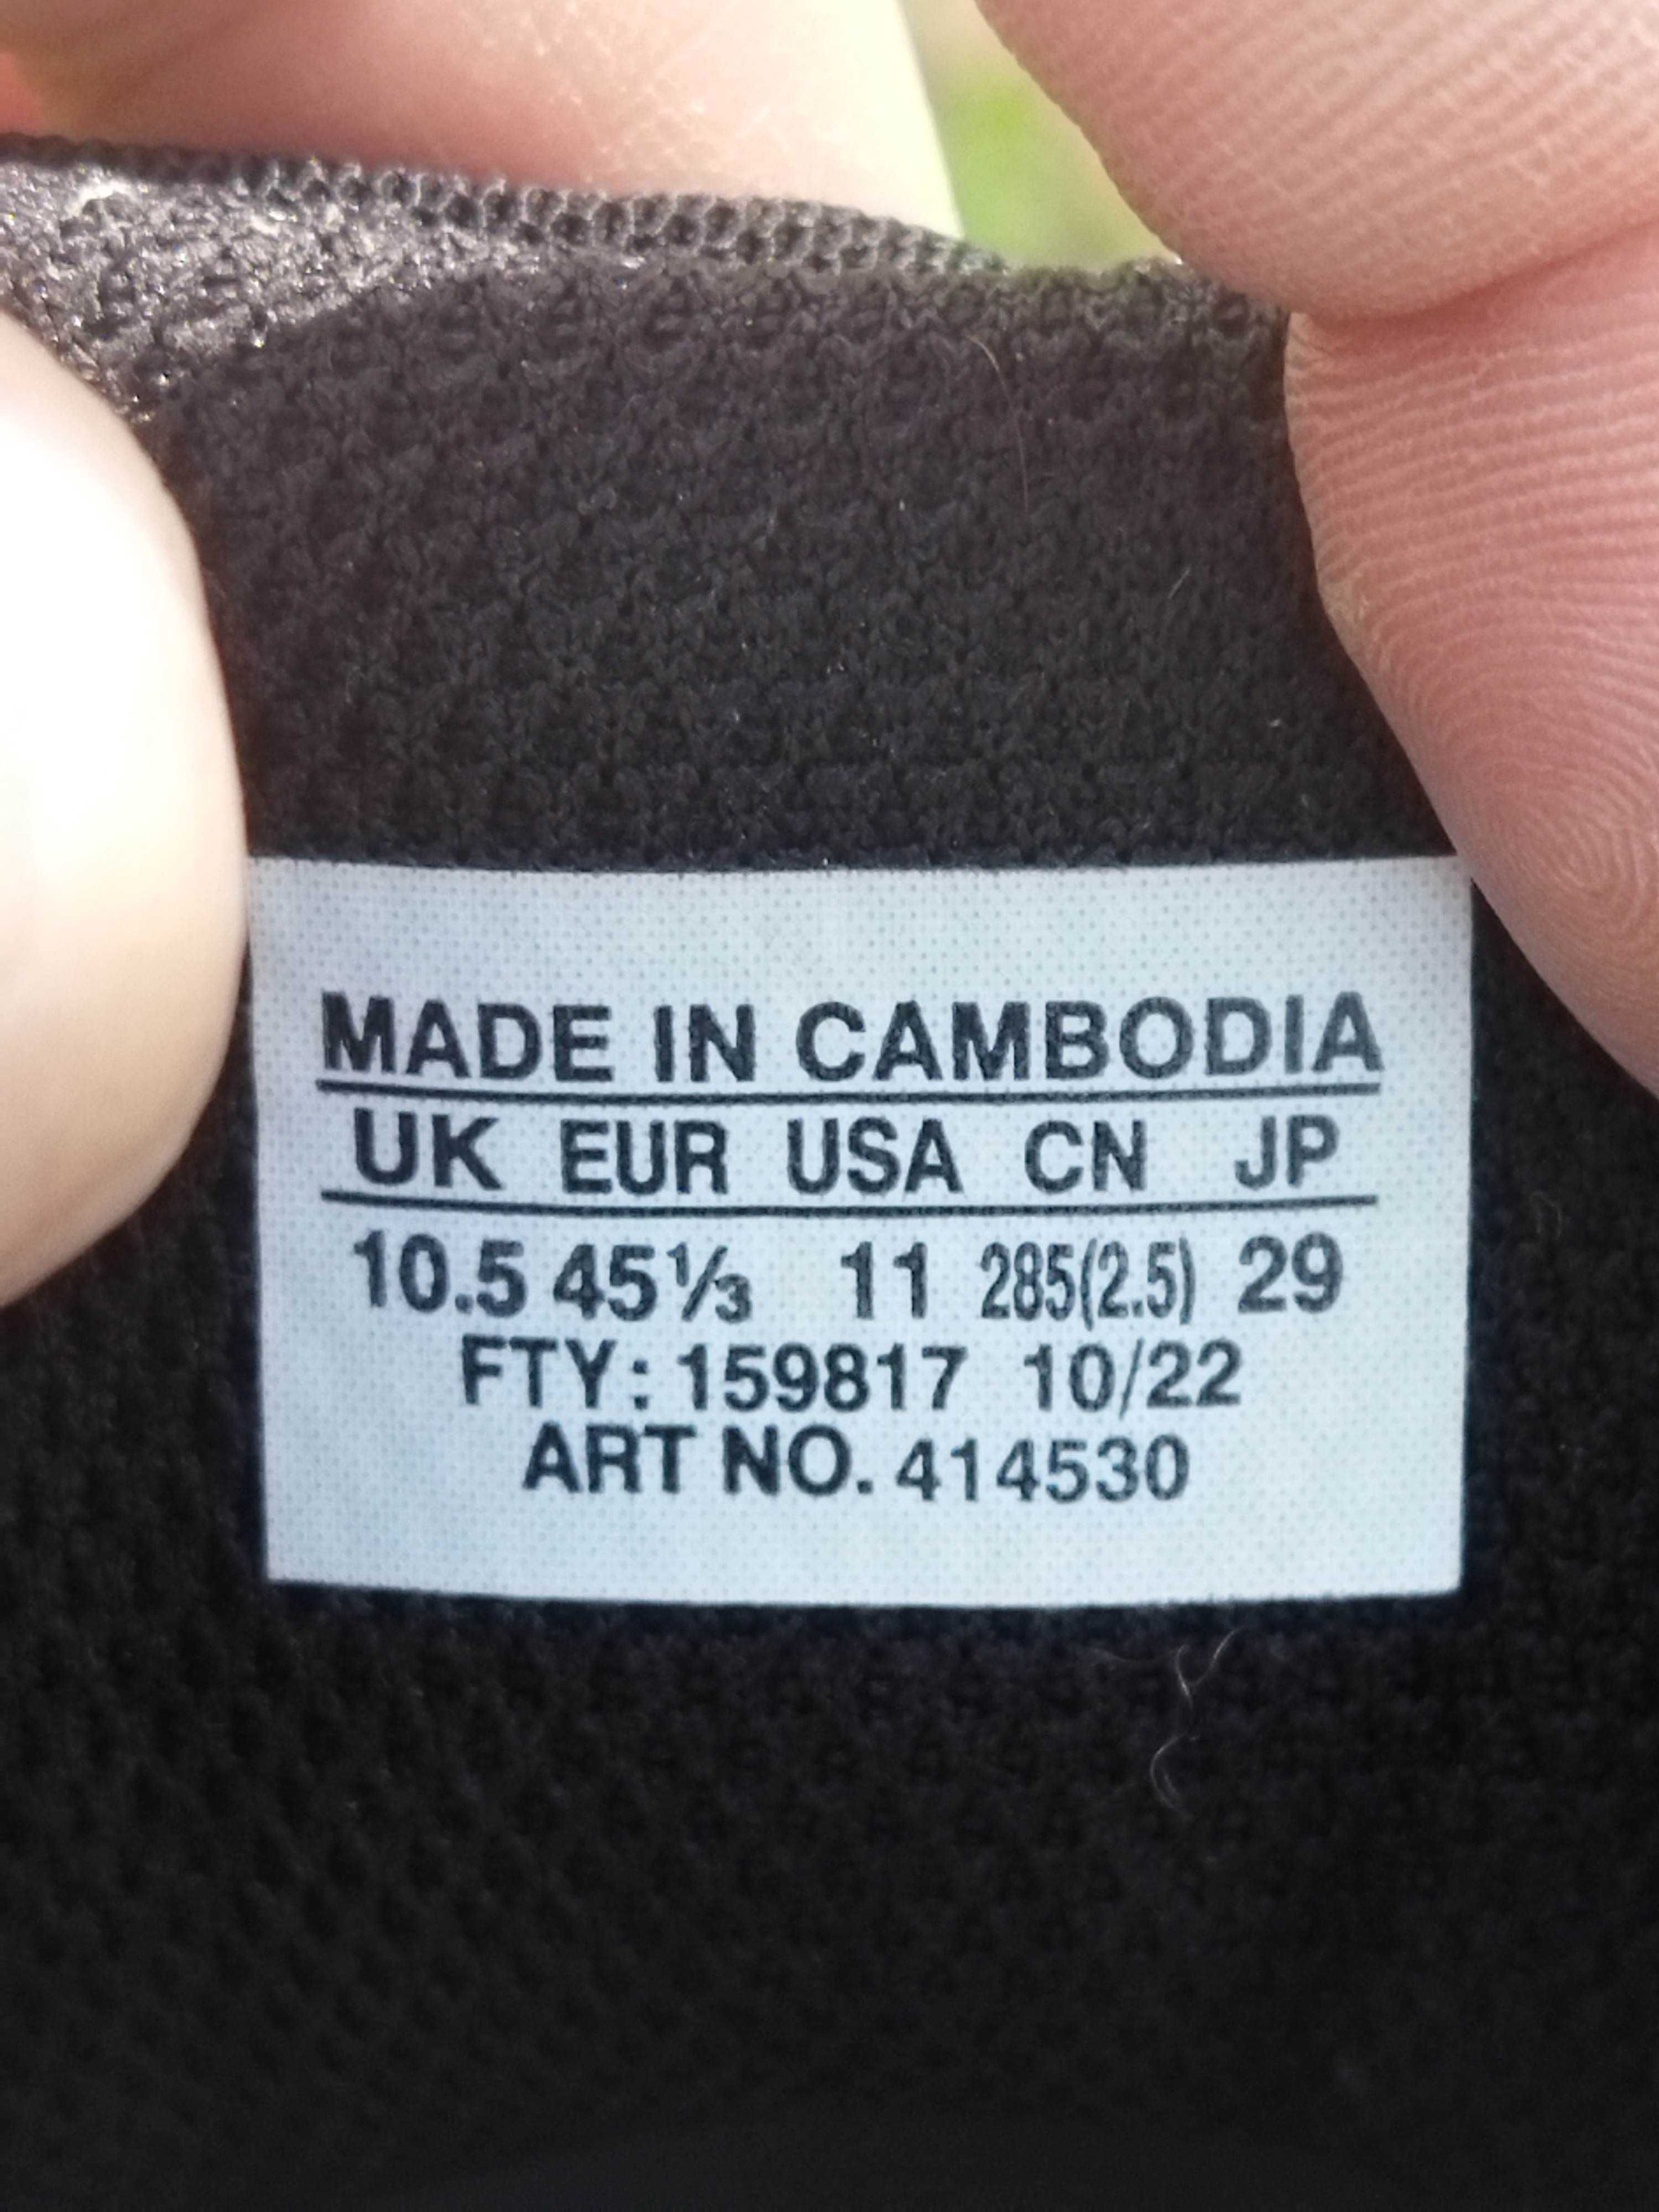 MADE IN CAMBODIA
UK EUR USA CN JP
10.5 45⅓ 11 285(2.5) 29
FTY: 159817 10/22
ART NO. 414530